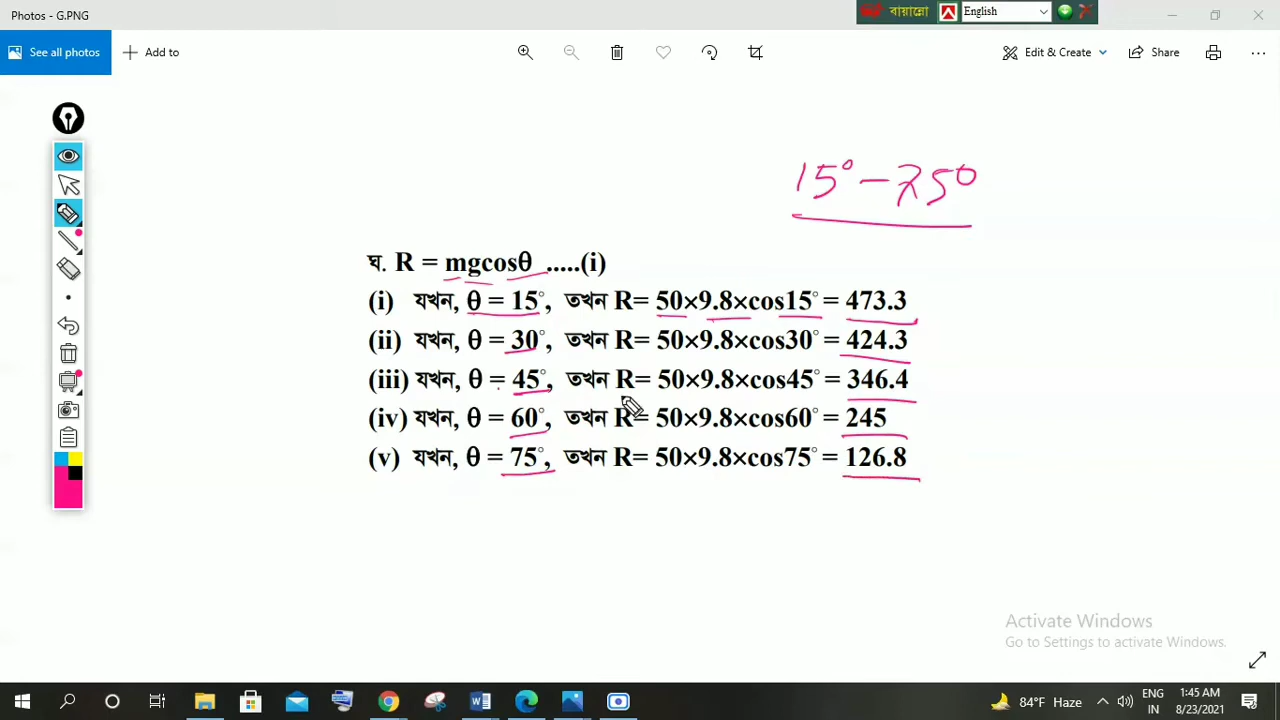 Photos - G.PNG
বায়ান্নো
English
See all photos
Add to
Edit & Create
Share
15° – 75°
ঘ. R = mgcosθ .....(i)
(i) যখন, θ = 15°, তখন R= 50×9.8×cos15° = 473.3
(ii) যখন, θ = 30°, তখন R= 50×9.8×cos30° = 424.3
(iii) যখন, θ = 45°, তখন R= 50×9.8×cos45° = 346.4
(iv) যখন, θ = 60°, তখন R= 50×9.8×cos60° = 245
(v) যখন, θ = 75°, তখন R= 50×9.8×cos75° = 126.8
Activate Windows
Go to Settings to activate Windows.
84°F Haze
ENG
IN
1:45 AM
8/23/2021